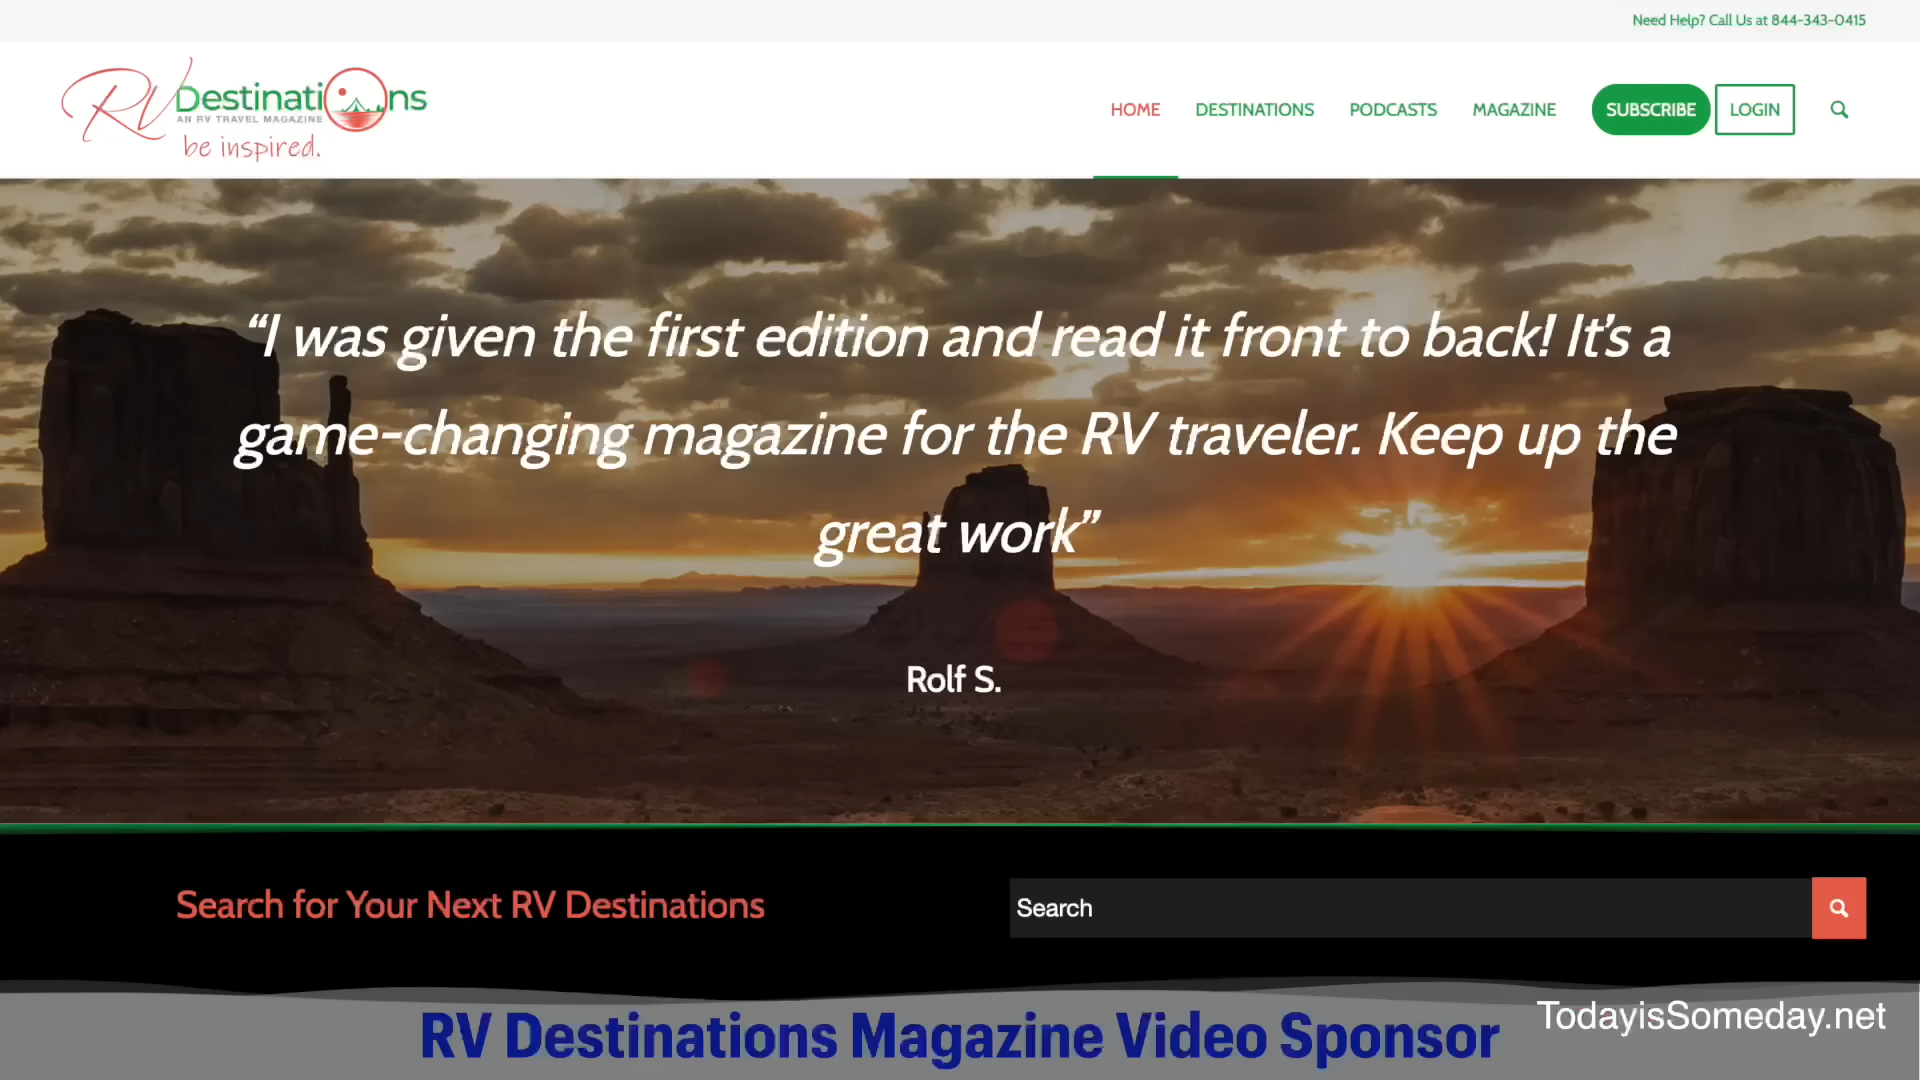 Need Help? Call Us at 844-343-0415
RV Destinations
AN RV TRAVEL MAGAZINE
be inspired.
HOME DESTINATIONS PODCASTS MAGAZINE SUBSCRIBE LOGIN
“I was given the first edition and read it front to back! It’s a
game-changing magazine for the RV traveler. Keep up the
great work”
Rolf S.
Search for Your Next RV Destinations
Search
RV Destinations Magazine Video Sponsor
TodayisSomeday.net